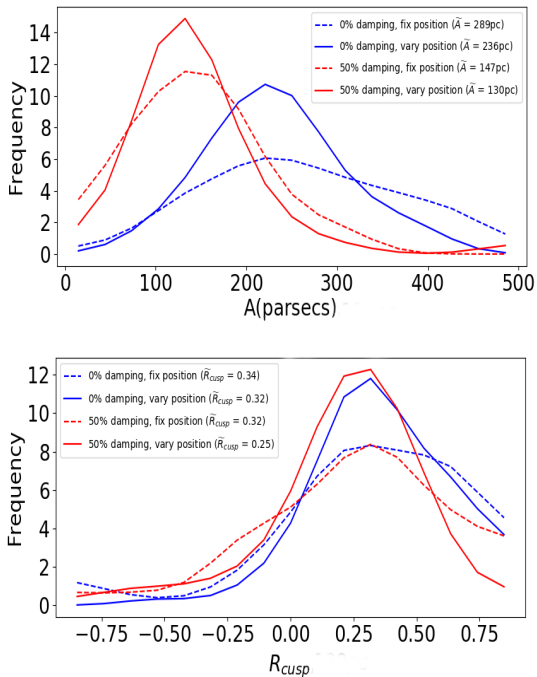 0% damping, fix position (Ã = 289pc)
0% damping, vary position (Ã = 236pc)
50% damping, fix position (Ã = 147pc)
50% damping, vary position (Ã = 130pc)
Frequency
14
12
10
8
6
4
2
0
0 100 200 300 400 500
A(parsecs)
0% damping, fix position (R̃cusp = 0.34)
0% damping, vary position (R̃cusp = 0.32)
50% damping, fix position (R̃cusp = 0.32)
50% damping, vary position (R̃cusp = 0.25)
Frequency
12
10
8
6
4
2
0
−0.75 −0.50 −0.25 0.00 0.25 0.50 0.75
Rcusp